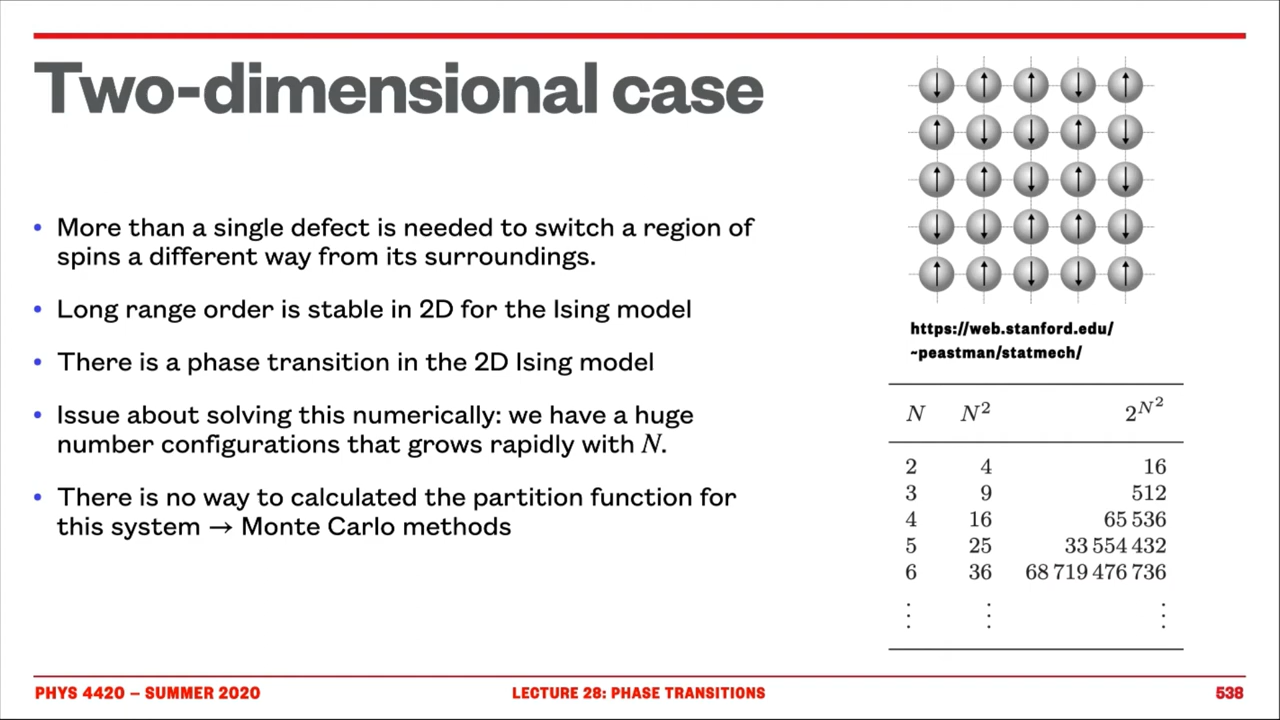 Two-dimensional case
• More than a single defect is needed to switch a region of
spins a different way from its surroundings.
• Long range order is stable in 2D for the Ising model
• There is a phase transition in the 2D Ising model
• Issue about solving this numerically: we have a huge
number configurations that grows rapidly with N.
• There is no way to calculated the partition function for
this system → Monte Carlo methods
https://web.stanford.edu/
~peastman/statmech/
N N² 2^{N²}
2 4 16
3 9 512
4 16 65 536
5 25 33 554 432
6 36 68 719 476 736
⋮ ⋮ ⋮
PHYS 4420 – SUMMER 2020 LECTURE 28: PHASE TRANSITIONS 538